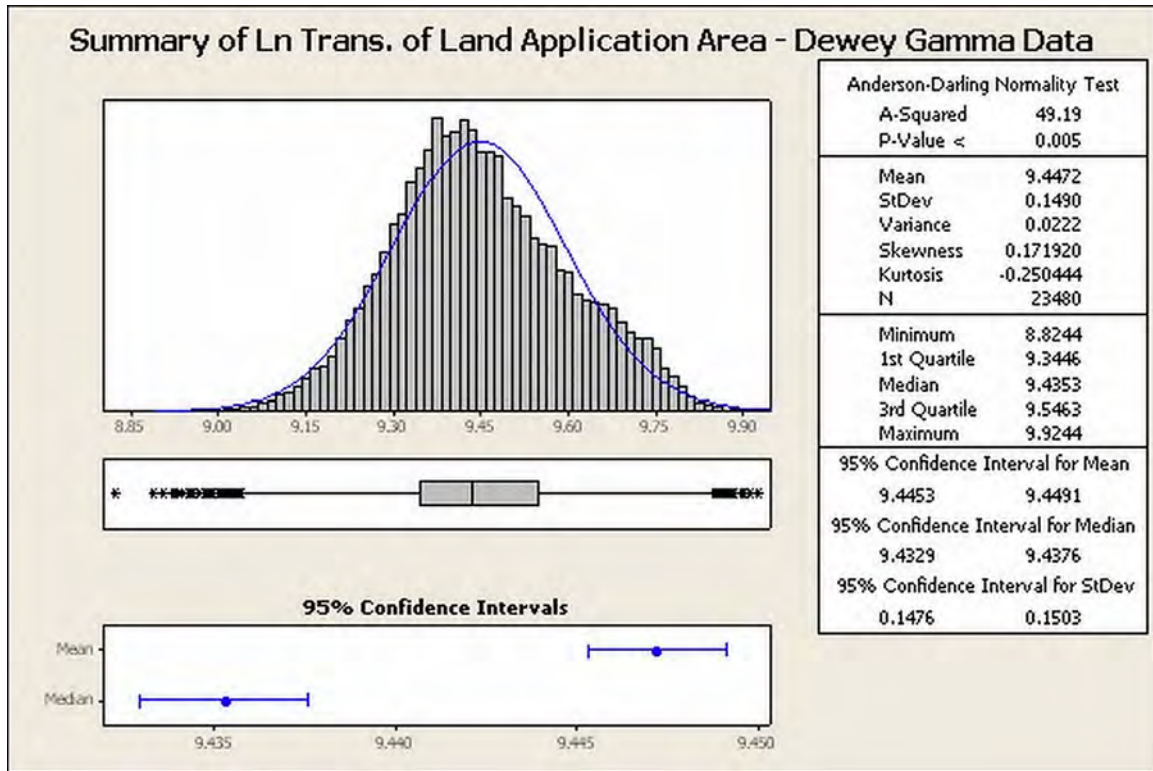 Summary of Ln Trans. of Land Application Area - Dewey Gamma Data
8.85 9.00 9.15 9.30 9.45 9.60 9.75 9.90
95% Confidence Intervals
Mean
Median
9.435 9.440 9.445 9.450
Anderson-Darling Normality Test
A-Squared 49.19
P-Value < 0.005
Mean 9.4472
StDev 0.1490
Variance 0.0222
Skewness 0.171920
Kurtosis -0.250444
N 23480
Minimum 8.8244
1st Quartile 9.3446
Median 9.4353
3rd Quartile 9.5463
Maximum 9.9244
95% Confidence Interval for Mean
9.4453 9.4491
95% Confidence Interval for Median
9.4329 9.4376
95% Confidence Interval for StDev
0.1476 0.1503